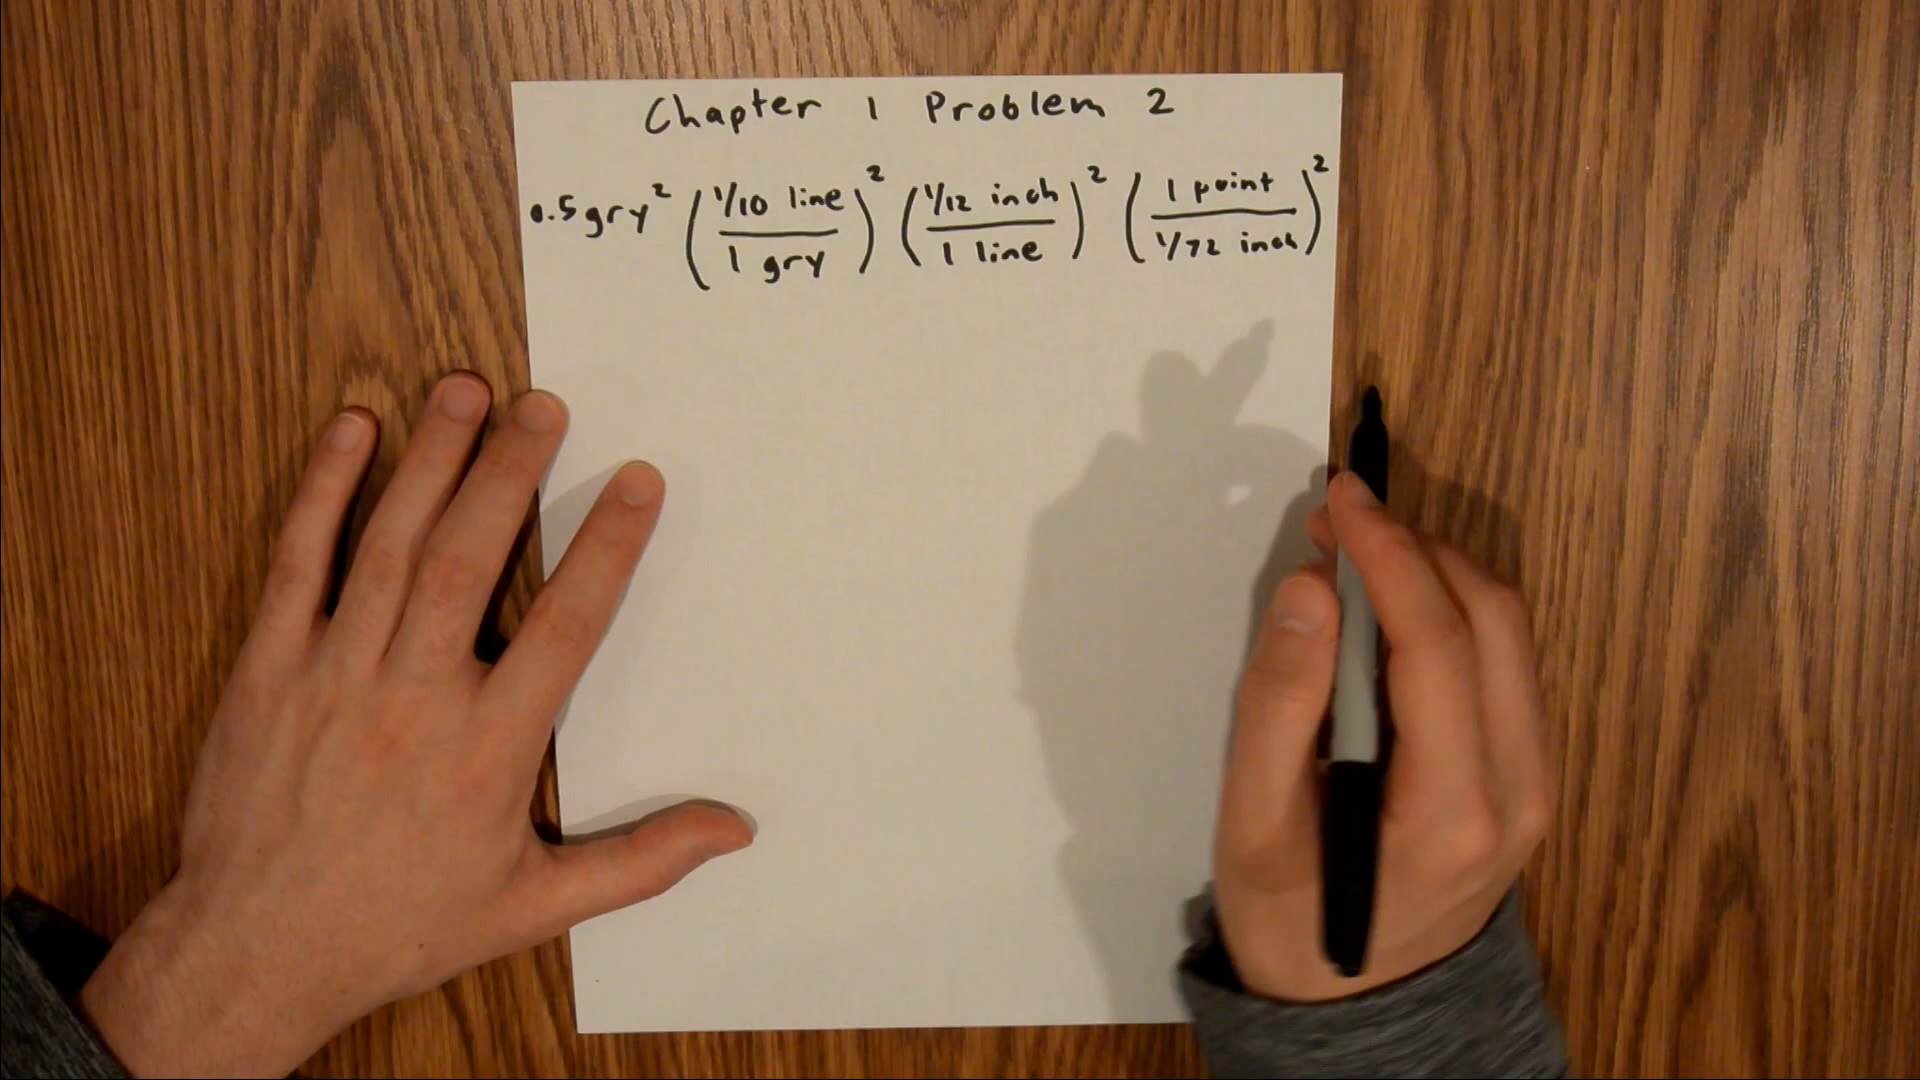 Chapter 1 Problem 2
0.5 gry² (1/10 line / 1 gry)² (1/12 inch / 1 line)² (1 point / 1/72 inch)²